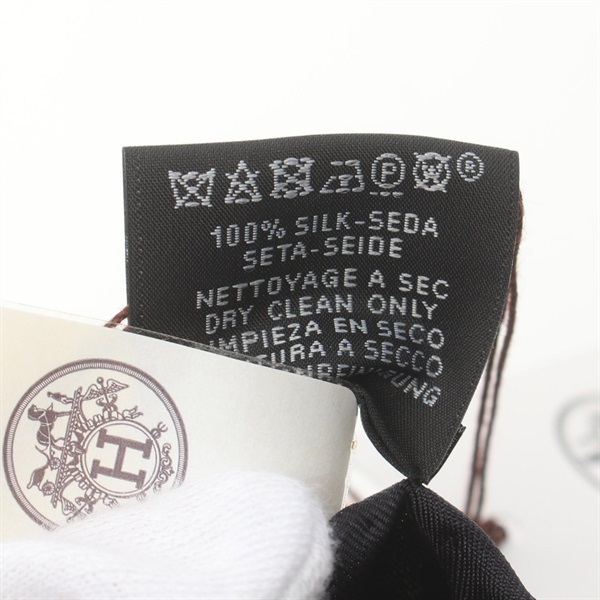 P W ®
100% SILK-SEDA
SETA-SEIDE
NETTOYAGE A SEC
DRY CLEAN ONLY
EN SECO
A SECCO
H